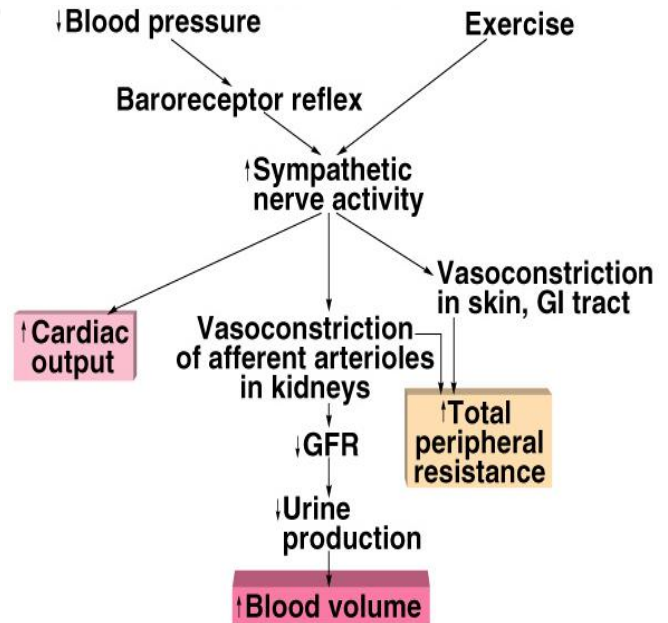 ↓Blood pressure
Exercise
Baroreceptor reflex
↑Sympathetic
nerve activity
Vasoconstriction
in skin, GI tract
↑Cardiac
output
Vasoconstriction
of afferent arterioles
in kidneys
↑Total
peripheral
resistance
↓GFR
↓Urine
production
↑Blood volume